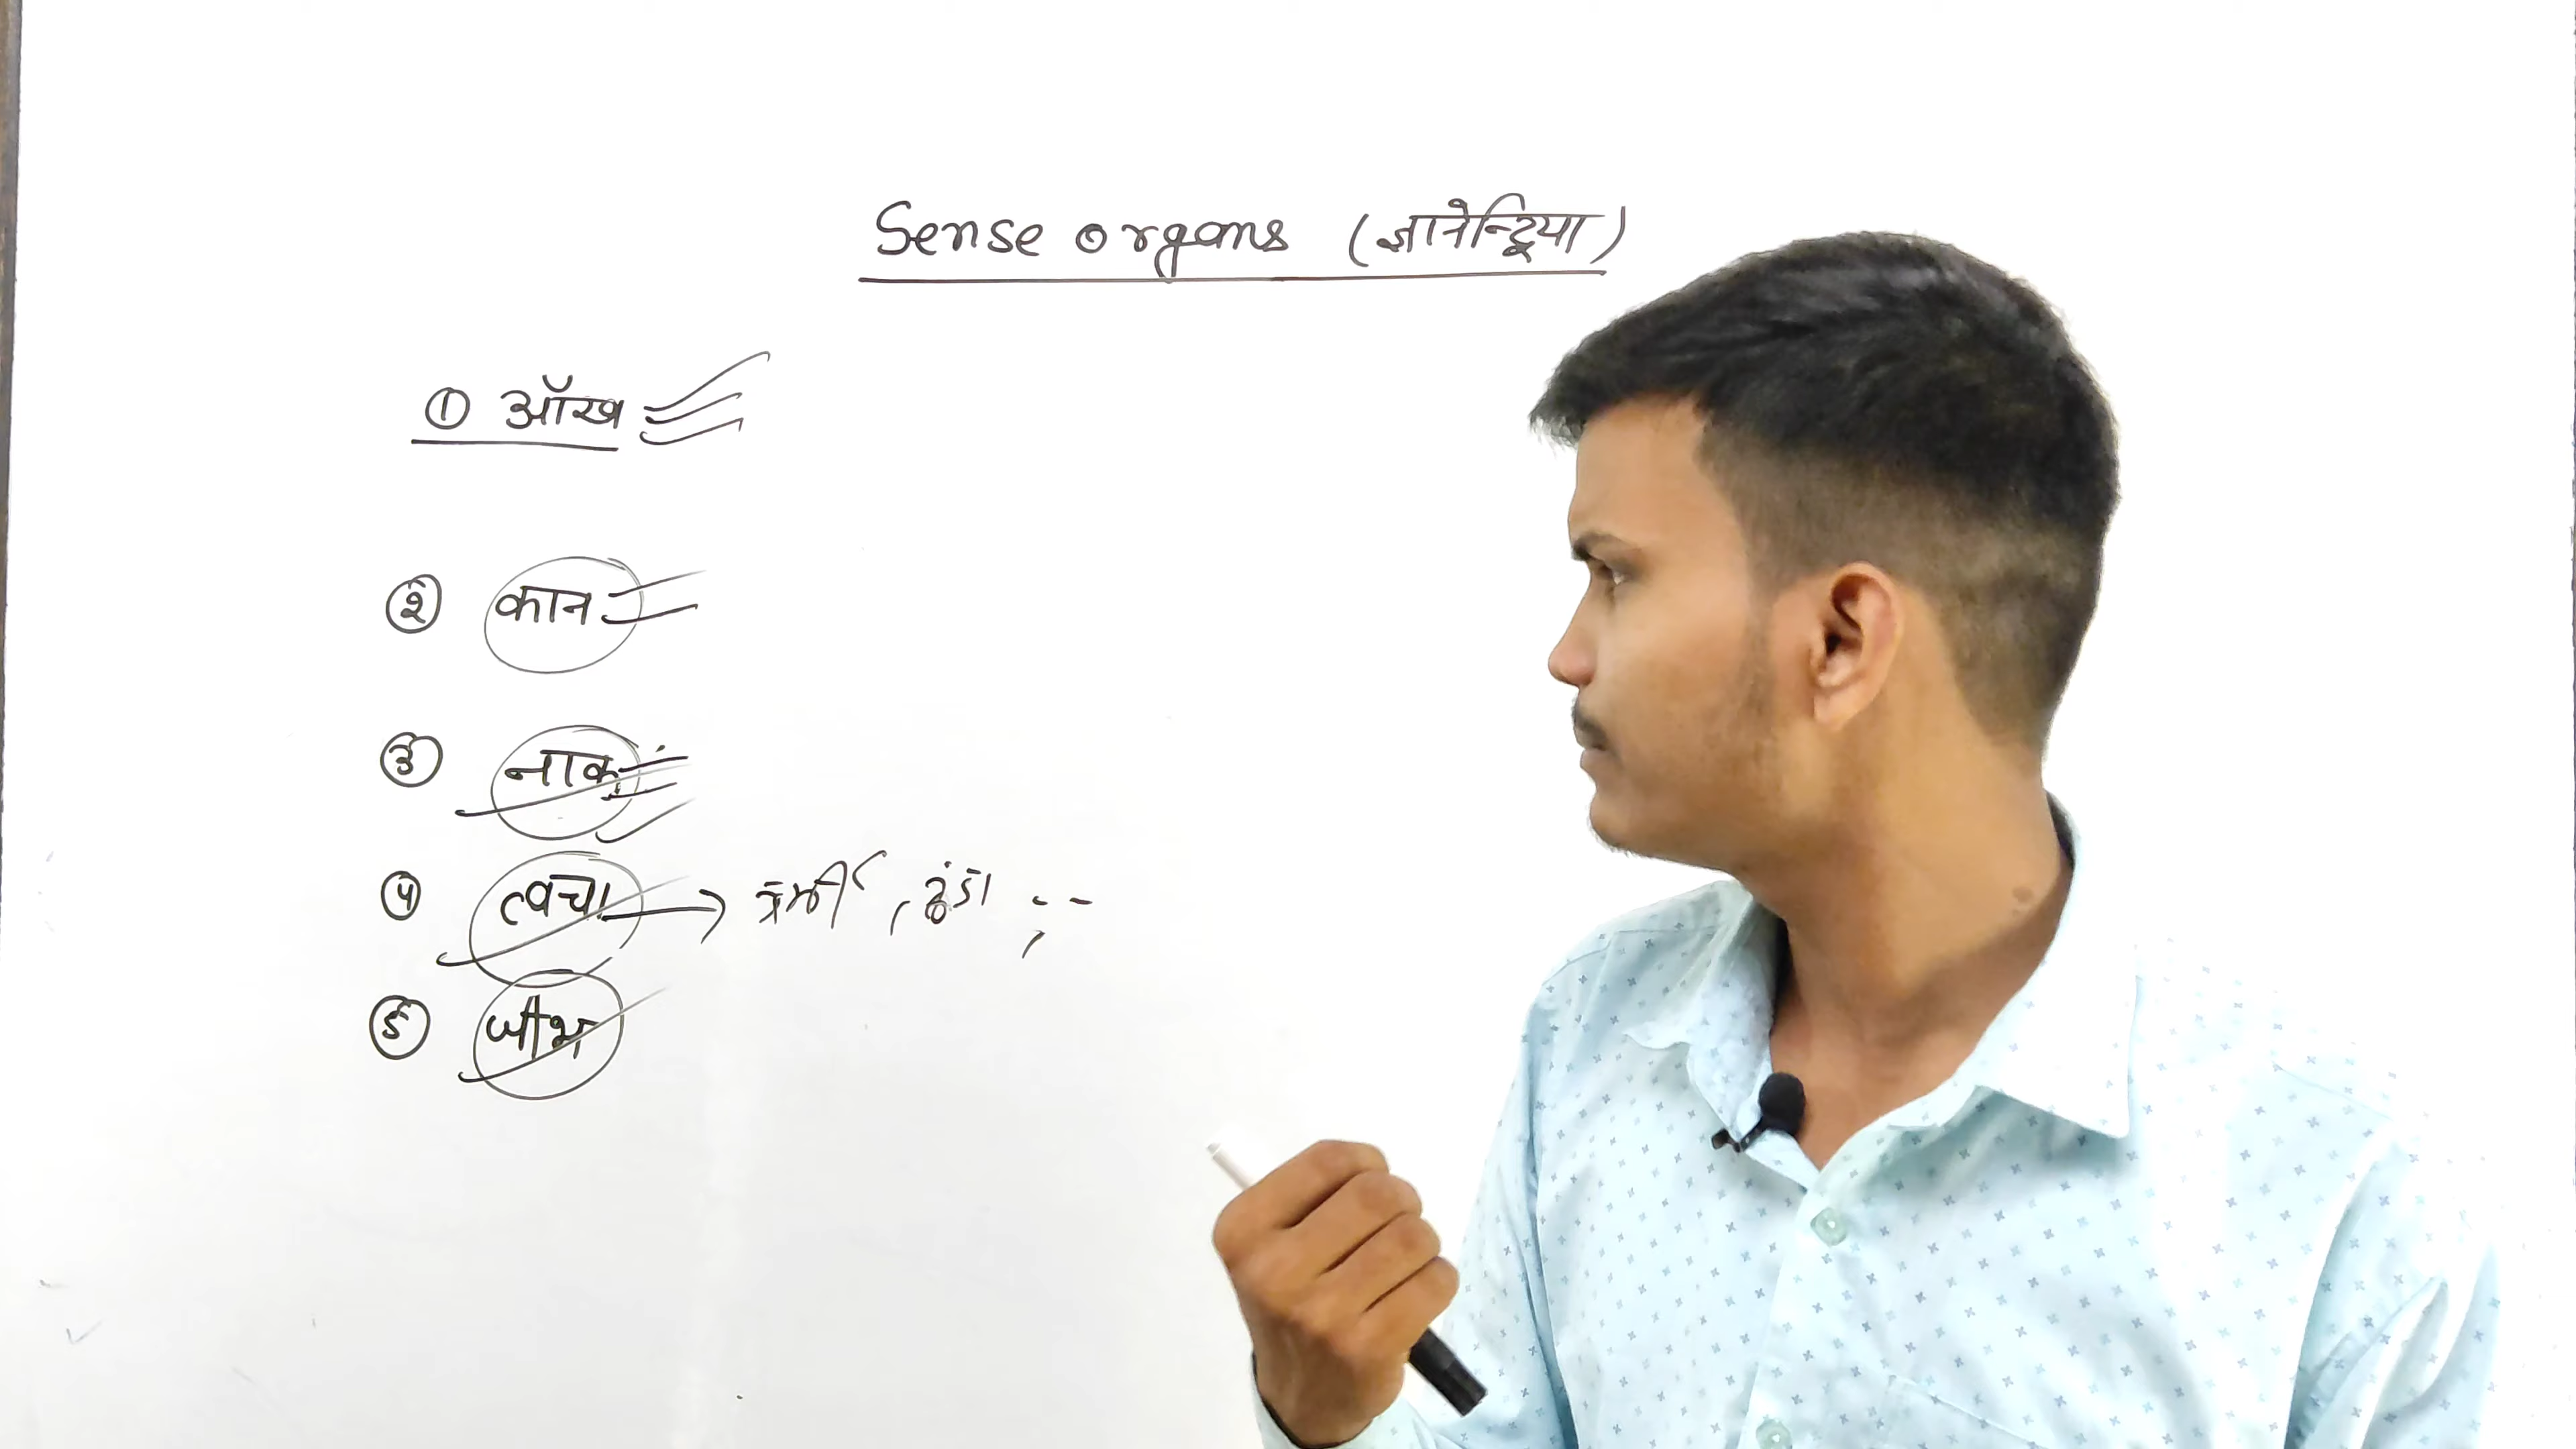 Sense organs (ज्ञानेन्द्रिया)
① आँख
② कान
③ नाक
④ त्वचा → गर्मी, ठंडा, --
⑤ जीभ